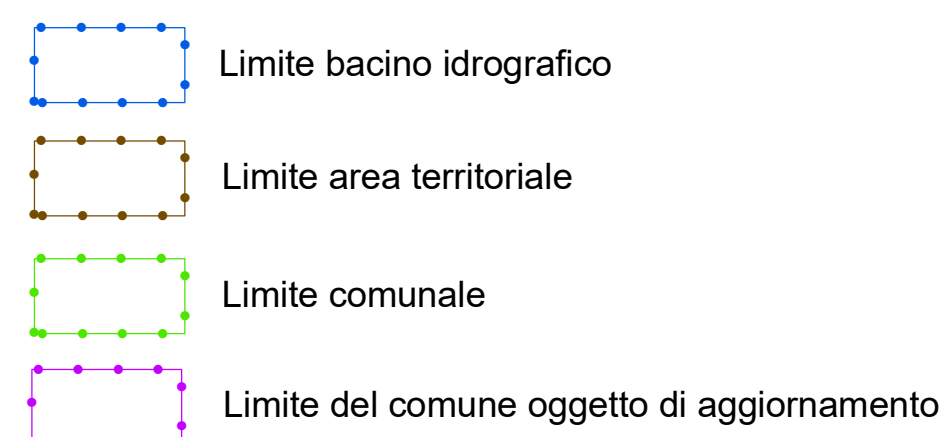 Limite bacino idrografico
Limite area territoriale
Limite comunale
Limite del comune oggetto di aggiornamento